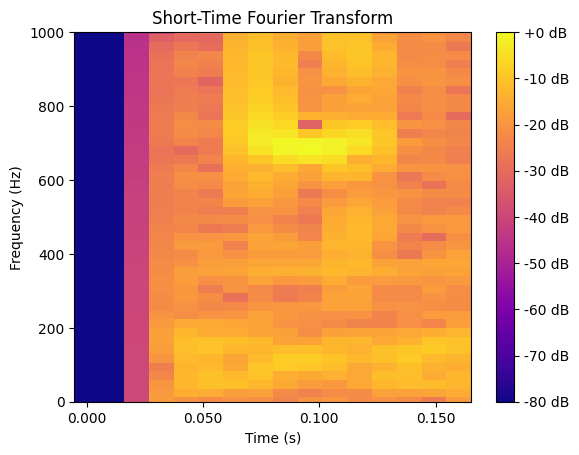 Short-Time Fourier Transform
Frequency (Hz)
1000
800
600
400
200
0
0.000
0.050
0.100
0.150
Time (s)
+0 dB
-10 dB
-20 dB
-30 dB
-40 dB
-50 dB
-60 dB
-70 dB
-80 dB